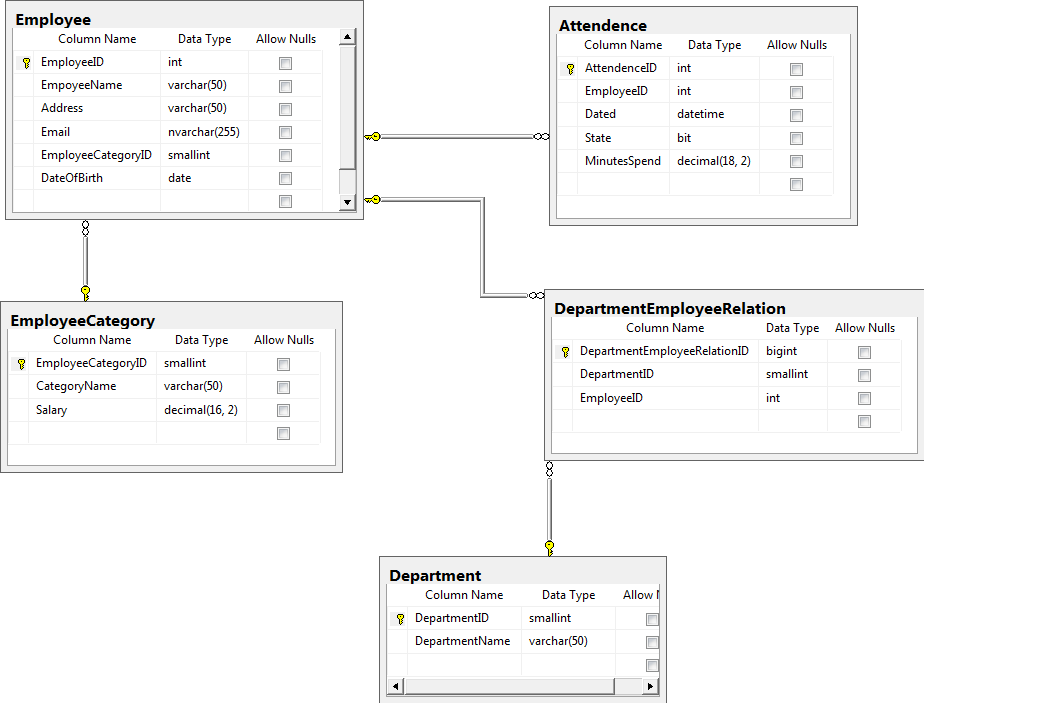 Employee
Column Name Data Type Allow Nulls
EmployeeID int
EmpoyeeName varchar(50)
Address varchar(50)
Email nvarchar(255)
EmployeeCategoryID smallint
DateOfBirth date
Attendence
Column Name Data Type Allow Nulls
AttendenceID int
EmployeeID int
Dated datetime
State bit
MinutesSpend decimal(18, 2)
EmployeeCategory
Column Name Data Type Allow Nulls
EmployeeCategoryID smallint
CategoryName varchar(50)
Salary decimal(16, 2)
DepartmentEmployeeRelation
Column Name Data Type Allow Nulls
DepartmentEmployeeRelationID bigint
DepartmentID smallint
EmployeeID int
Department
Column Name Data Type Allow
DepartmentID smallint
DepartmentName varchar(50)